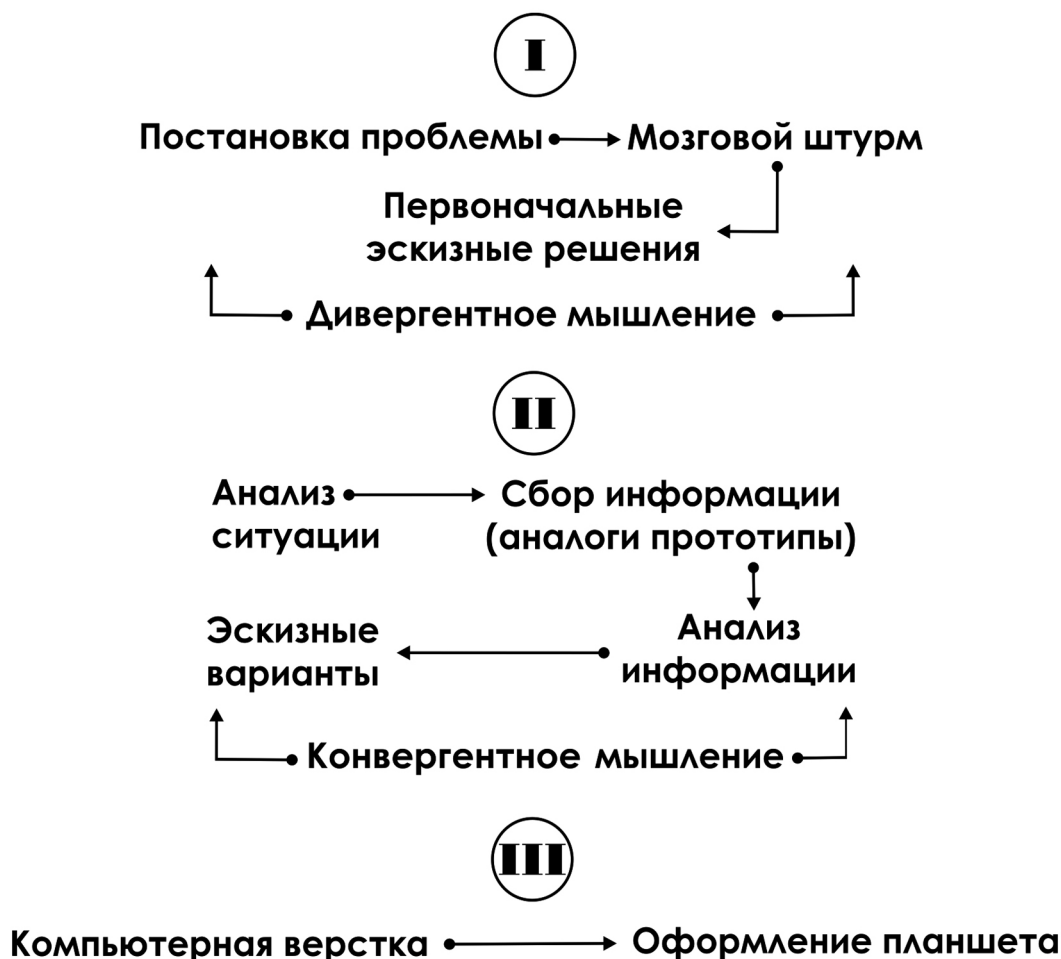 I
Постановка проблемы
Мозговой штурм
Первоначальные
эскизные решения
Дивергентное мышление
II
Анализ
ситуации
Сбор информации
(аналоги прототипы)
Анализ
информации
Эскизные
варианты
Конвергентное мышление
III
Компьютерная верстка
Оформление планшета